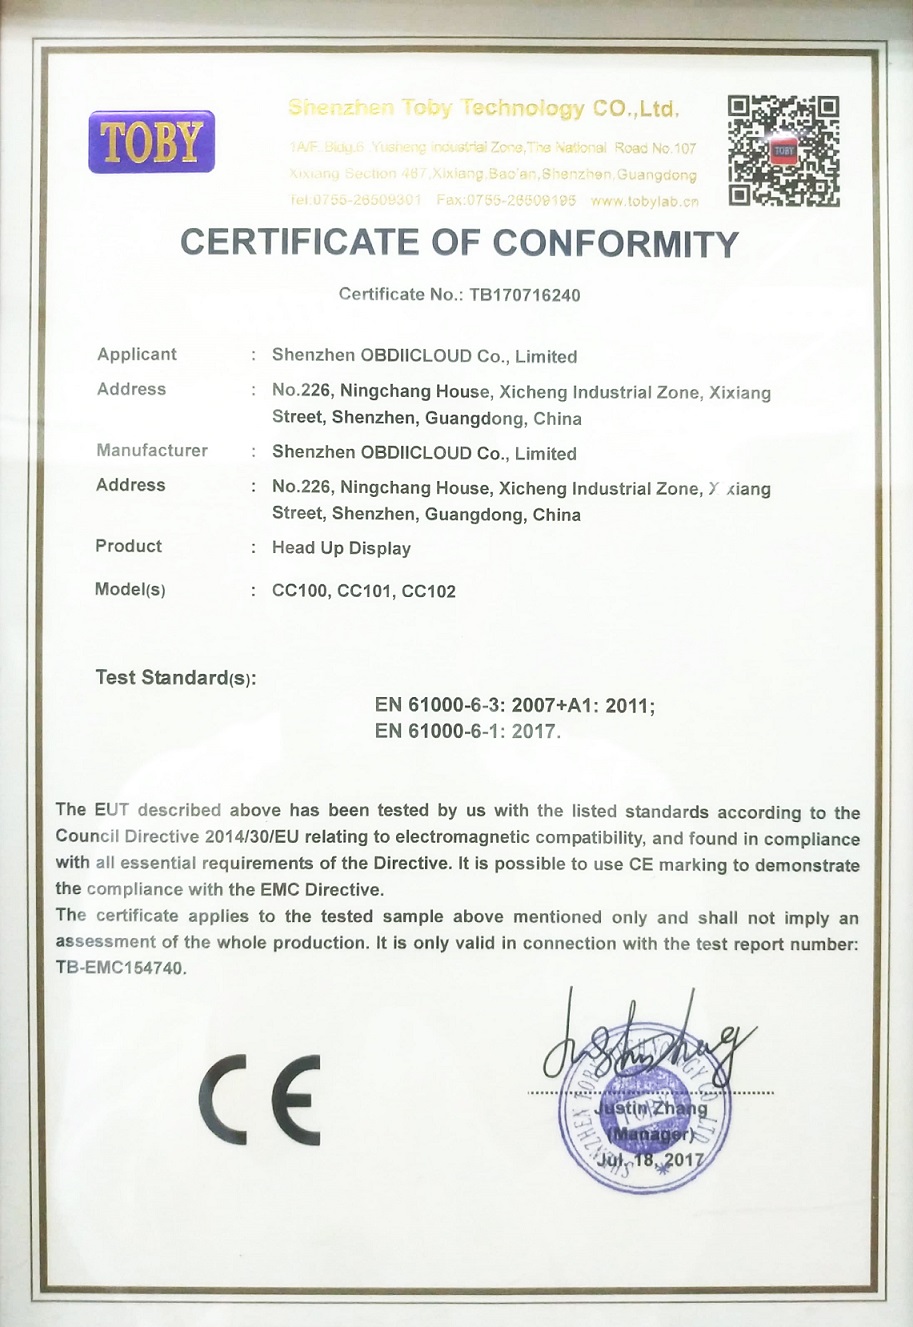 TOBY
Shenzhen Toby Technology CO.,Ltd.
1A/F, Bldg.6 Yusheng Industrial Zone,The National Road No.107
Xixiang Section 467,Xixiang,Bao'an,Shenzhen,Guangdong
Tel:0755-26509301 Fax:0755-26509195 www.tobylab.cn
TOBY
CERTIFICATE OF CONFORMITY
Certificate No.: TB170716240
Applicant : Shenzhen OBDIICLOUD Co., Limited
Address : No.226, Ningchang House, Xicheng Industrial Zone, Xixiang
Street, Shenzhen, Guangdong, China
Manufacturer : Shenzhen OBDIICLOUD Co., Limited
Address : No.226, Ningchang House, Xicheng Industrial Zone, Xixiang
Street, Shenzhen, Guangdong, China
Product : Head Up Display
Model(s) : CC100, CC101, CC102
Test Standard(s):
EN 61000-6-3: 2007+A1: 2011;
EN 61000-6-1: 2017.
The EUT described above has been tested by us with the listed standards according to the
Council Directive 2014/30/EU relating to electromagnetic compatibility, and found in compliance
with all essential requirements of the Directive. It is possible to use CE marking to demonstrate
the compliance with the EMC Directive.
The certificate applies to the tested sample above mentioned only and shall not imply an
assessment of the whole production. It is only valid in connection with the test report number:
TB-EMC154740.
CE
SHENZHEN TOBY TECHNOLOGY CO., LTD
TOBY
Justin Zhang
(Manager)
Jul. 18, 2017